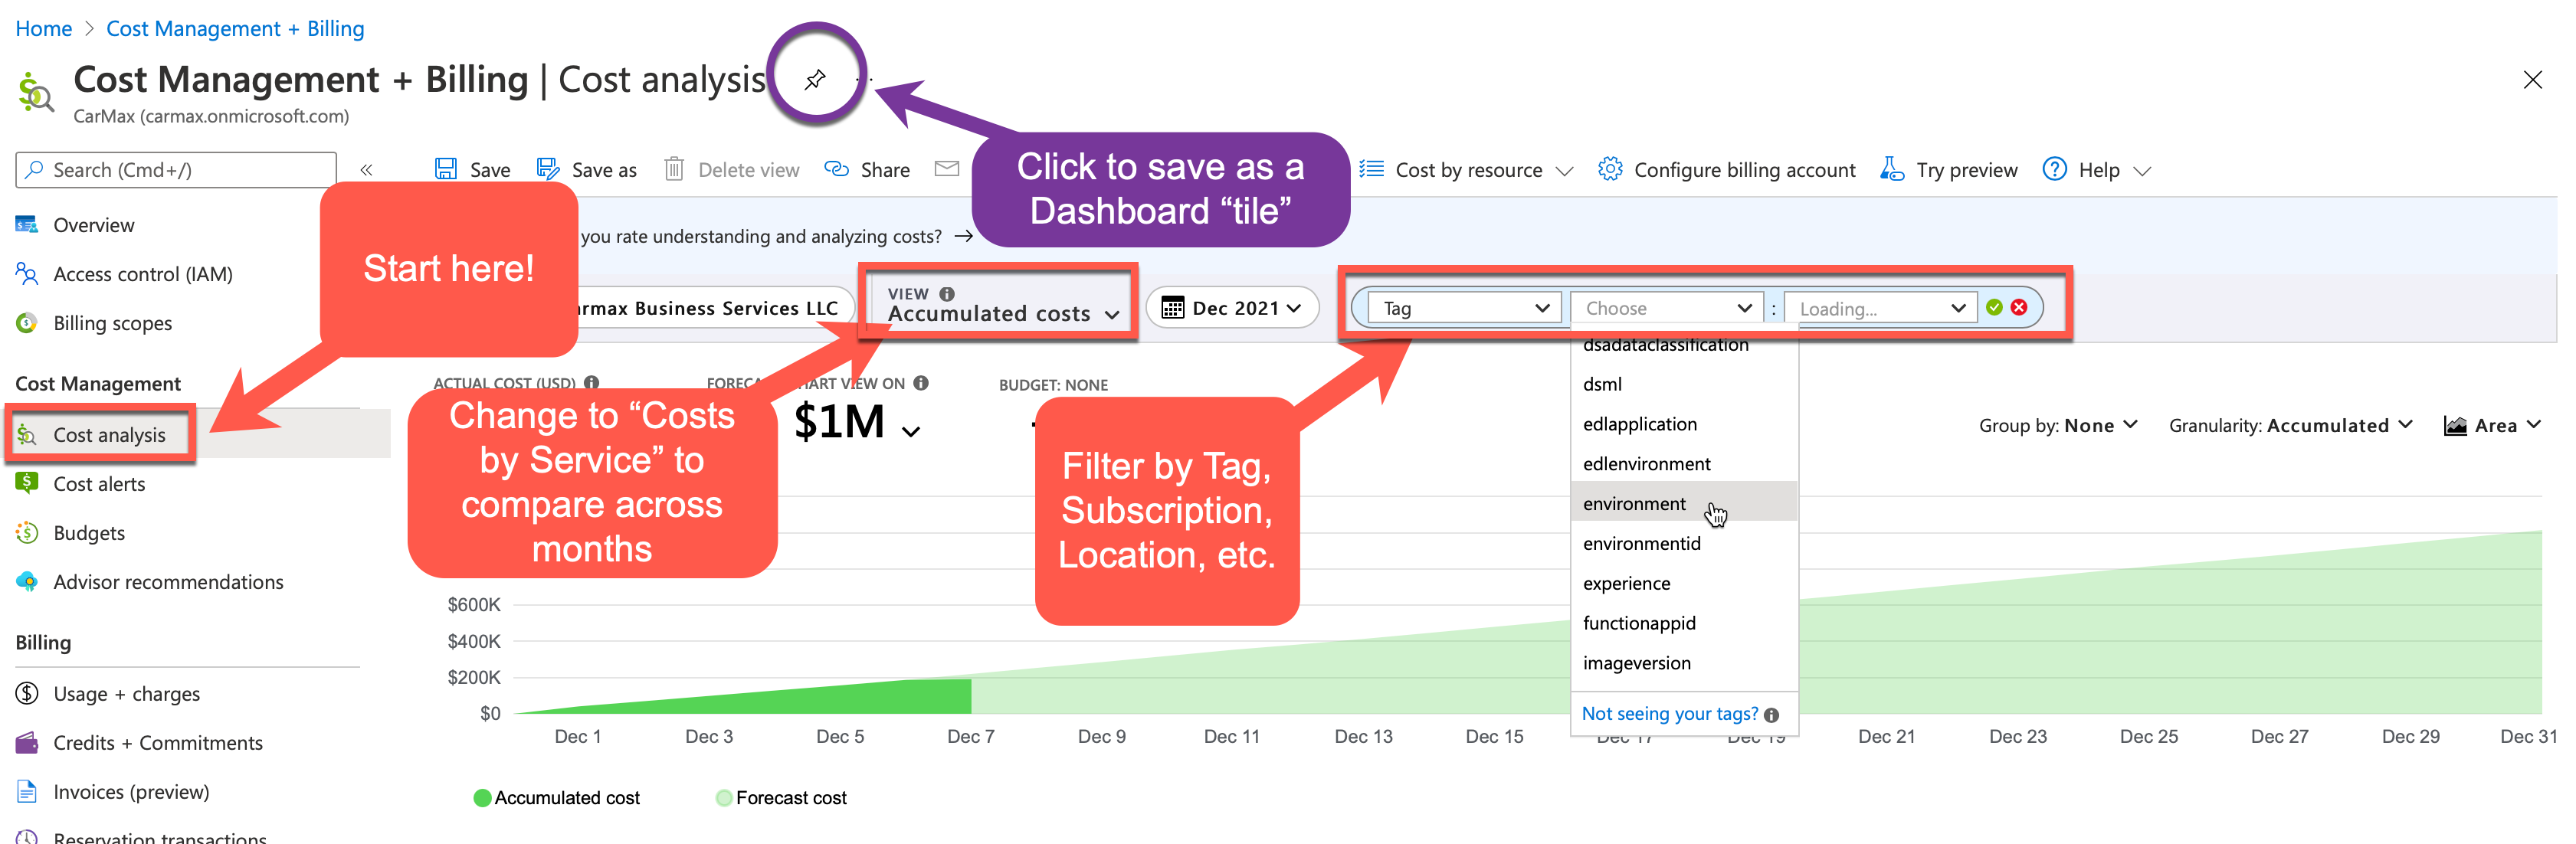 Home > Cost Management + Billing
Cost Management + Billing | Cost analysis
CarMax (carmax.onmicrosoft.com)
Click to save as a
Dashboard “tile”
Search (Cmd+/)
«
Save
Save as
Delete view
Share
Cost by resource
Configure billing account
Try preview
Help
Overview
Access control (IAM)
Billing scopes
Cost Management
Cost analysis
Cost alerts
Budgets
Advisor recommendations
Billing
Usage + charges
Credits + Commitments
Invoices (preview)
Reservation transactions
Start here!
you rate understanding and analyzing costs? →
Business Services LLC
VIEW
Accumulated costs
Dec 2021
Tag
Choose
:
Loading...
ACTUAL COST (USD)
VIEW ON
BUDGET: NONE
$1M
Change to “Costs
by Service” to
compare across
months
Filter by Tag,
Subscription,
Location, etc.
dsadataclassification
dsml
edlapplication
edlenvironment
environment
environmentid
experience
functionappid
imageversion
Not seeing your tags?
Group by: None
Granularity: Accumulated
Area
$600K
$400K
$200K
$0
Dec 1
Dec 3
Dec 5
Dec 7
Dec 9
Dec 11
Dec 13
Dec 15
Dec 17
Dec 19
Dec 21
Dec 23
Dec 25
Dec 27
Dec 29
Dec 31
Accumulated cost
Forecast cost